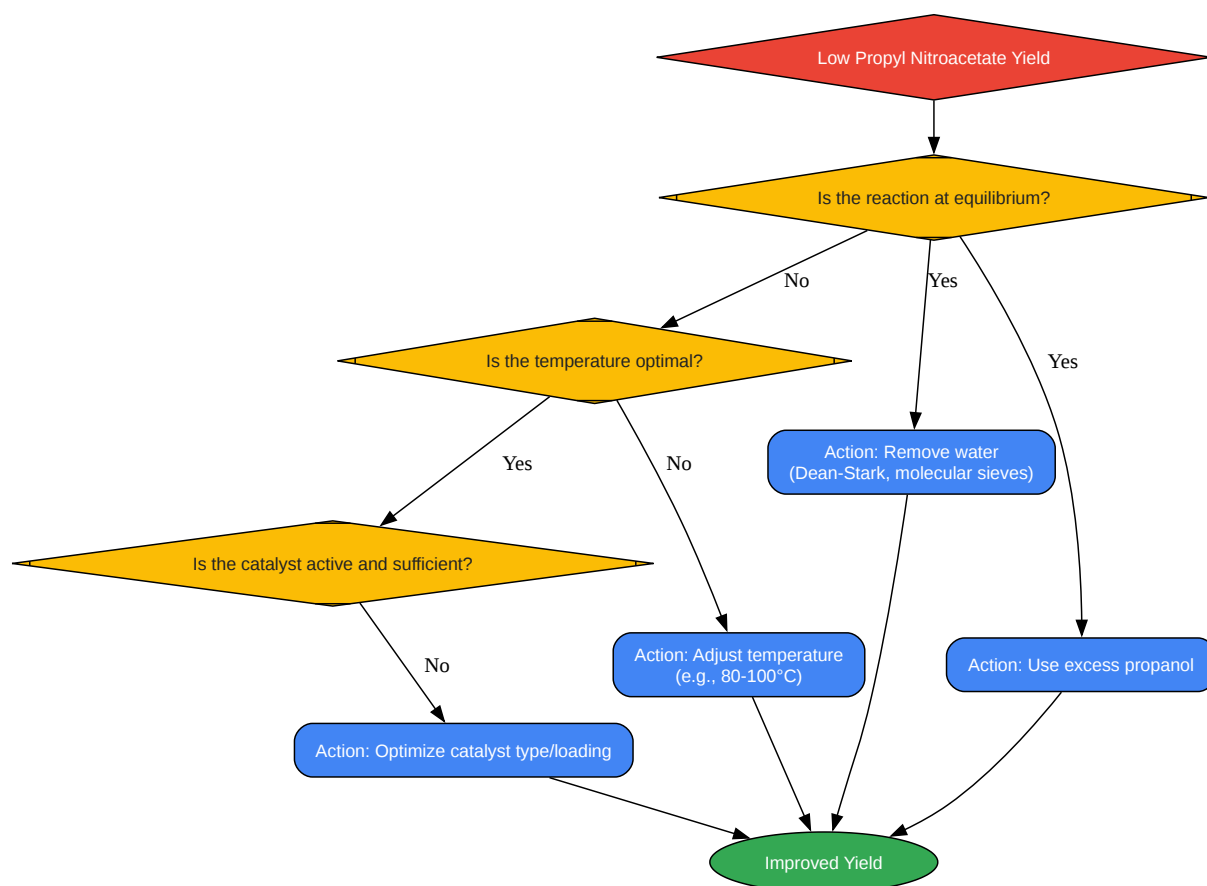 Low Propyl Nitroacetate Yield
Is the reaction at equilibrium?
No
Yes
Is the temperature optimal?
Yes
Action: Remove water
(Dean-Stark, molecular sieves)
Yes
No
Is the catalyst active and sufficient?
Action: Adjust temperature
(e.g., 80-100°C)
Action: Use excess propanol
No
Action: Optimize catalyst type/loading
Improved Yield